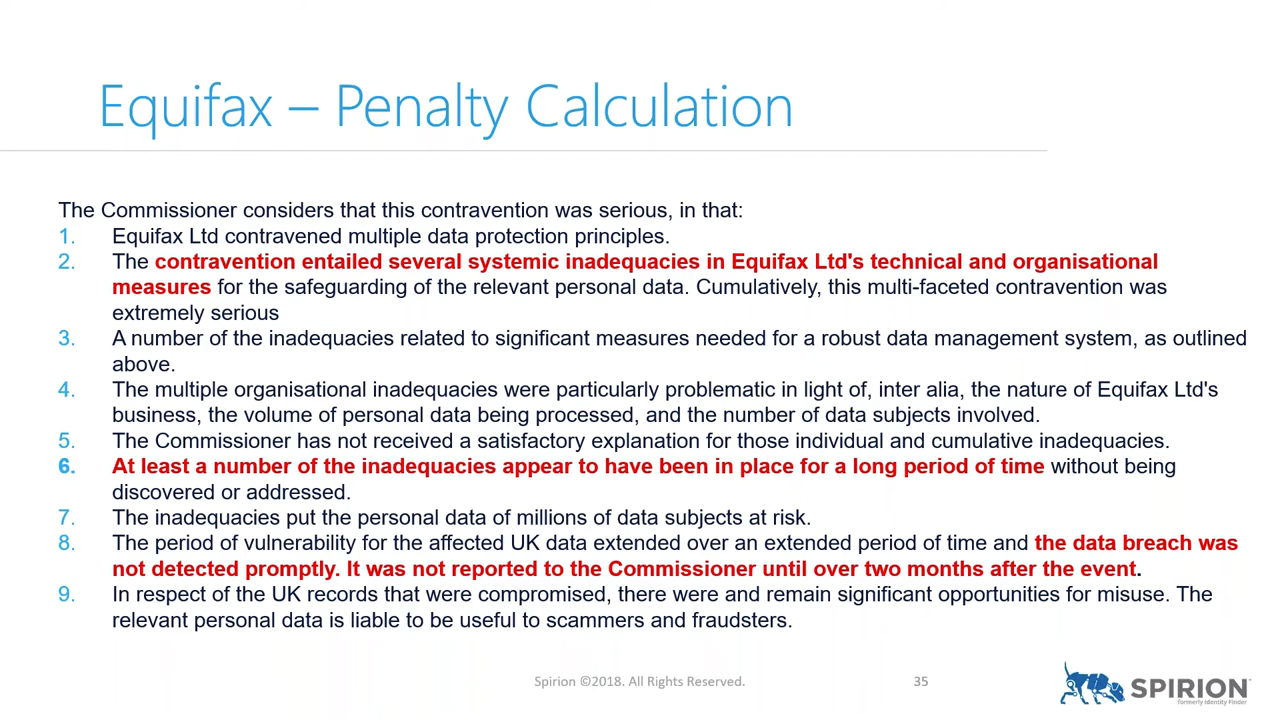 Equifax – Penalty Calculation
The Commissioner considers that this contravention was serious, in that:
1. Equifax Ltd contravened multiple data protection principles.
2. The contravention entailed several systemic inadequacies in Equifax Ltd's technical and organisational
measures for the safeguarding of the relevant personal data. Cumulatively, this multi-faceted contravention was
extremely serious
3. A number of the inadequacies related to significant measures needed for a robust data management system, as outlined
above.
4. The multiple organisational inadequacies were particularly problematic in light of, inter alia, the nature of Equifax Ltd's
business, the volume of personal data being processed, and the number of data subjects involved.
5. The Commissioner has not received a satisfactory explanation for those individual and cumulative inadequacies.
6. At least a number of the inadequacies appear to have been in place for a long period of time without being
discovered or addressed.
7. The inadequacies put the personal data of millions of data subjects at risk.
8. The period of vulnerability for the affected UK data extended over an extended period of time and the data breach was
not detected promptly. It was not reported to the Commissioner until over two months after the event.
9. In respect of the UK records that were compromised, there were and remain significant opportunities for misuse. The
relevant personal data is liable to be useful to scammers and fraudsters.
Spirion ©2018. All Rights Reserved. 35
SPIRION
formerly Identity Finder